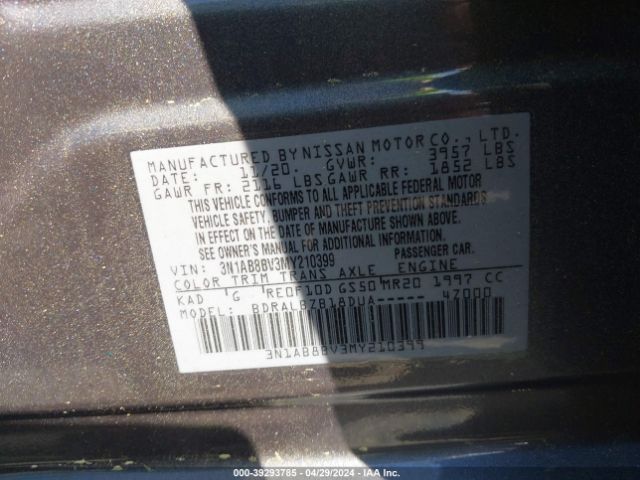 MANUFACTURED BY NISSAN MOTOR CO., LTD.
DATE: 11/20. GVWR: 3957 LBS
GAWR FR: 2116 LBS GAWR RR: 1852 LBS
THIS VEHICLE CONFORMS TO ALL APPLICABLE FEDERAL MOTOR
VEHICLE SAFETY, BUMPER AND THEFT PREVENTION STANDARDS
IN EFFECT ON THE DATE OF MANUFACTURE SHOWN ABOVE.
SEE OWNER'S MANUAL FOR ADDITIONAL INFORMATION
VIN: 3N1AB8BV3MY210399 PASSENGER CAR.
COLOR TRIM TRANS AXLE ENGINE
KAD G RE0F10D GS50 MR20 1997 CC
MODEL: BDRALBZB18DUA----- 47000
3N1AB8BV3MY210399
000-39293785 - 04/29/2024 - IAAI Inc.